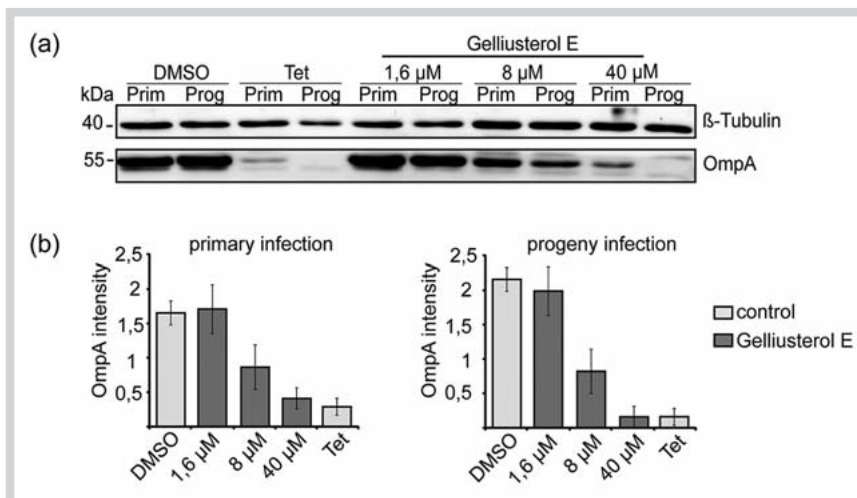 (a)
Gelliusterol E
DMSO Tet 1,6 µM 8 µM 40 µM
kDa Prim Prog Prim Prog Prim Prog Prim Prog Prim Prog
40 ß-Tubulin
55 OmpA
(b)
primary infection
OmpA intensity
2,5
2
1,5
1
0,5
DMSO 1,6 µM 8 µM 40 µM Tet
progeny infection
OmpA intensity
2,5
2
1,5
1
0,5
DMSO 1,6 µM 8 µM 40 µM Tet
control
Gelliusterol E